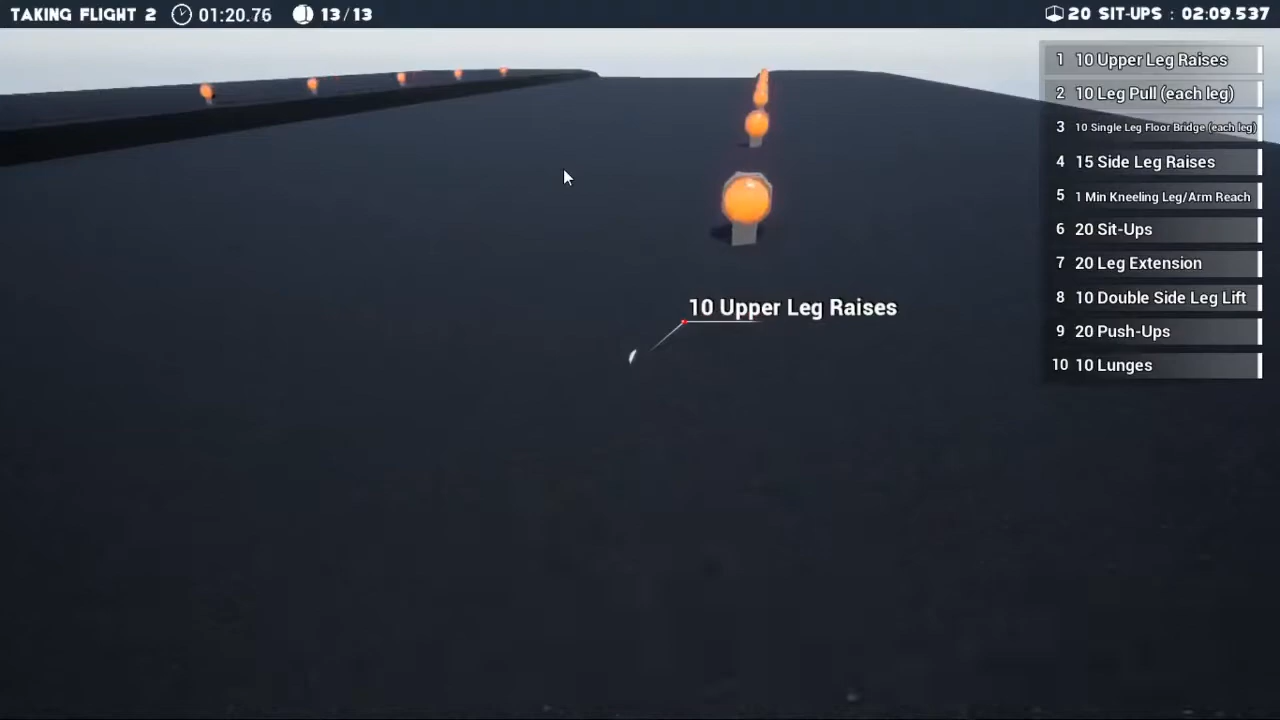 TAKING FLIGHT 2 01:20.76 13/13 20 SIT-UPS : 02:09.537
1 10 Upper Leg Raises
2 10 Leg Pull (each leg)
3 10 Single Leg Floor Bridge (each leg)
4 15 Side Leg Raises
5 1 Min Kneeling Leg/Arm Reach
6 20 Sit-Ups
7 20 Leg Extension
8 10 Double Side Leg Lift
9 20 Push-Ups
10 10 Lunges
10 Upper Leg Raises